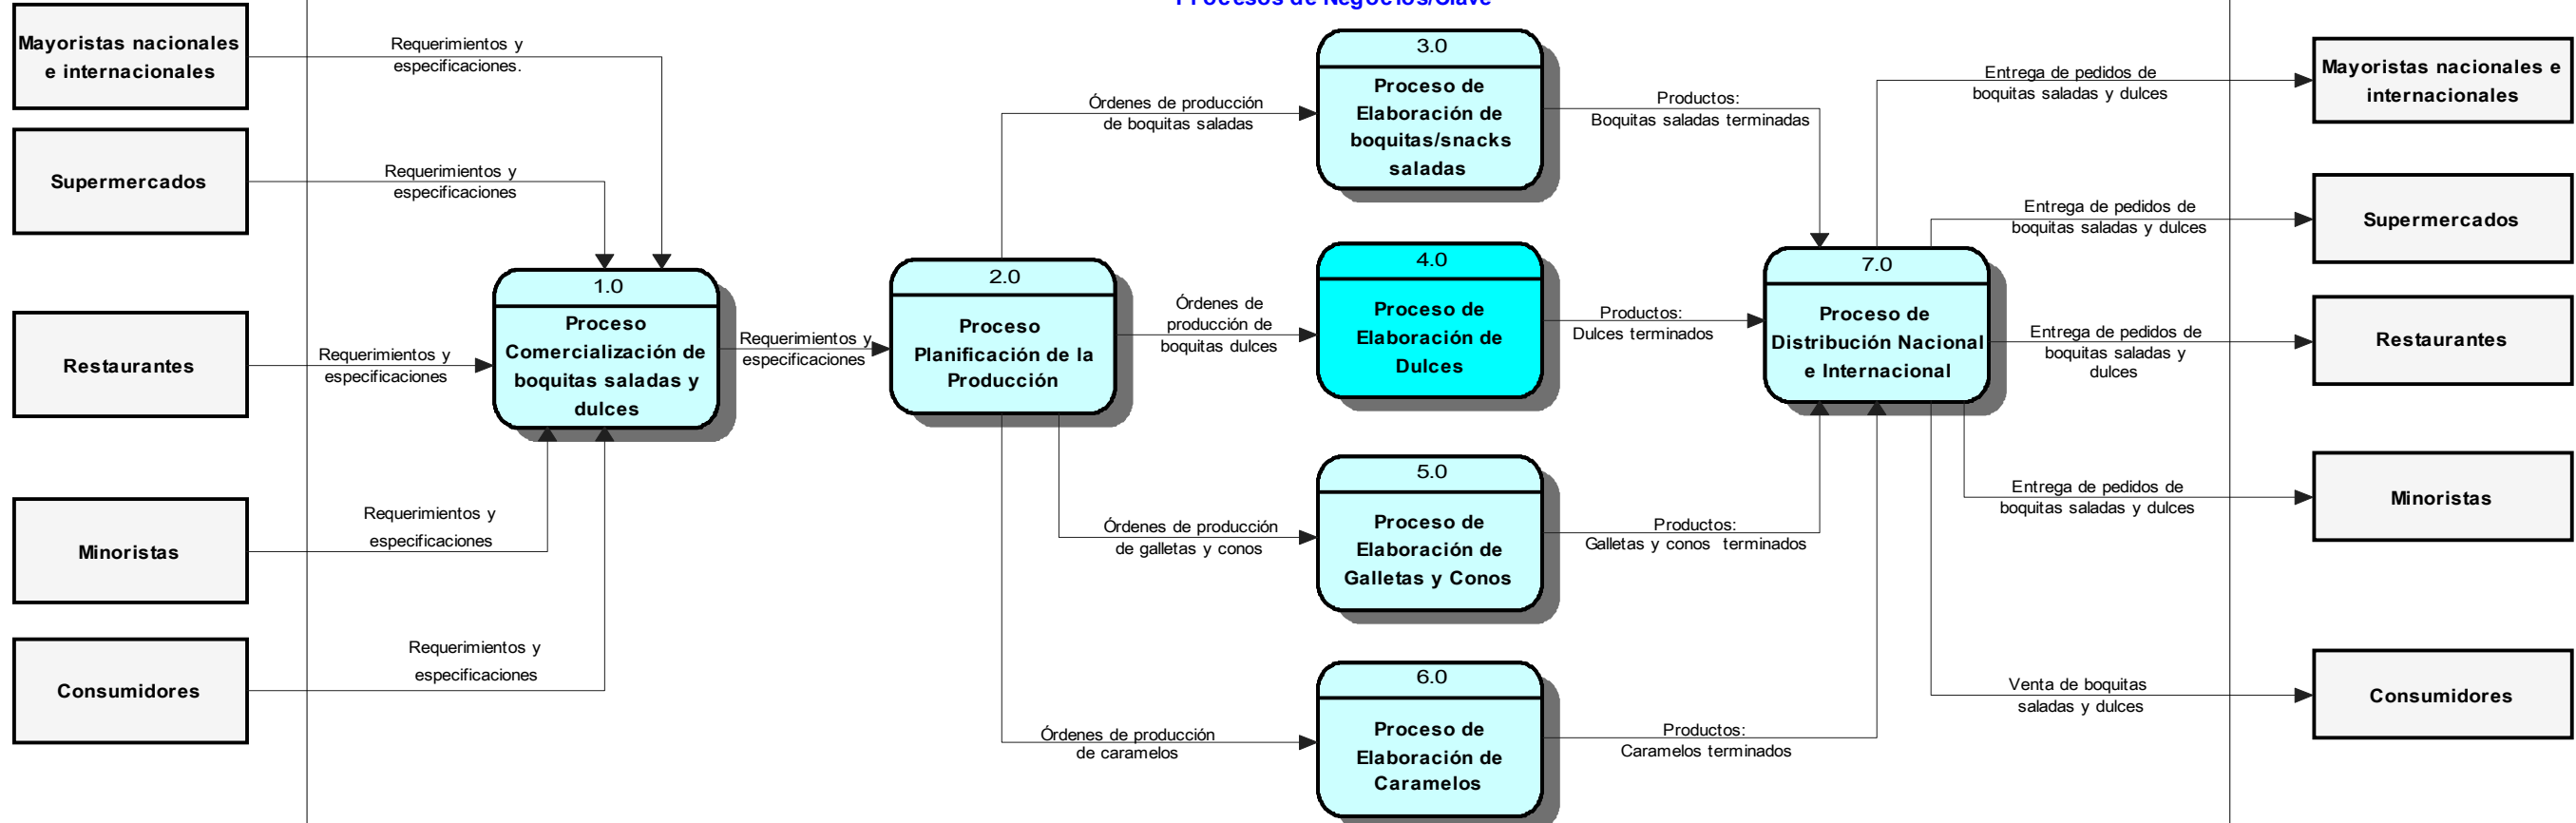 Procesos de Negocios/Clave
Mayoristas nacionales
e internacionales
Supermercados
Restaurantes
Minoristas
Consumidores
Requerimientos y
especificaciones.
Requerimientos y
especificaciones
Requerimientos y
especificaciones
Requerimientos y
especificaciones
Requerimientos y
especificaciones
1.0
Proceso
Comercialización de
boquitas saladas y
dulces
Requerimientos y
especificaciones
2.0
Proceso
Planificación de la
Producción
Órdenes de producción
de boquitas saladas
Órdenes de
producción de
boquitas dulces
Órdenes de producción
de galletas y conos
Órdenes de producción
de caramelos
3.0
Proceso de
Elaboración de
boquitas/snacks
saladas
4.0
Proceso de
Elaboración de
Dulces
5.0
Proceso de
Elaboración de
Galletas y Conos
6.0
Proceso de
Elaboración de
Caramelos
Productos:
Boquitas saladas terminadas
Productos:
Dulces terminados
Productos:
Galletas y conos terminados
Productos:
Caramelos terminados
7.0
Proceso de
Distribución Nacional
e Internacional
Entrega de pedidos de
boquitas saladas y dulces
Entrega de pedidos de
boquitas saladas y dulces
Entrega de pedidos de
boquitas saladas y
dulces
Entrega de pedidos de
boquitas saladas y dulces
Venta de boquitas
saladas y dulces
Mayoristas nacionales e
internacionales
Supermercados
Restaurantes
Minoristas
Consumidores